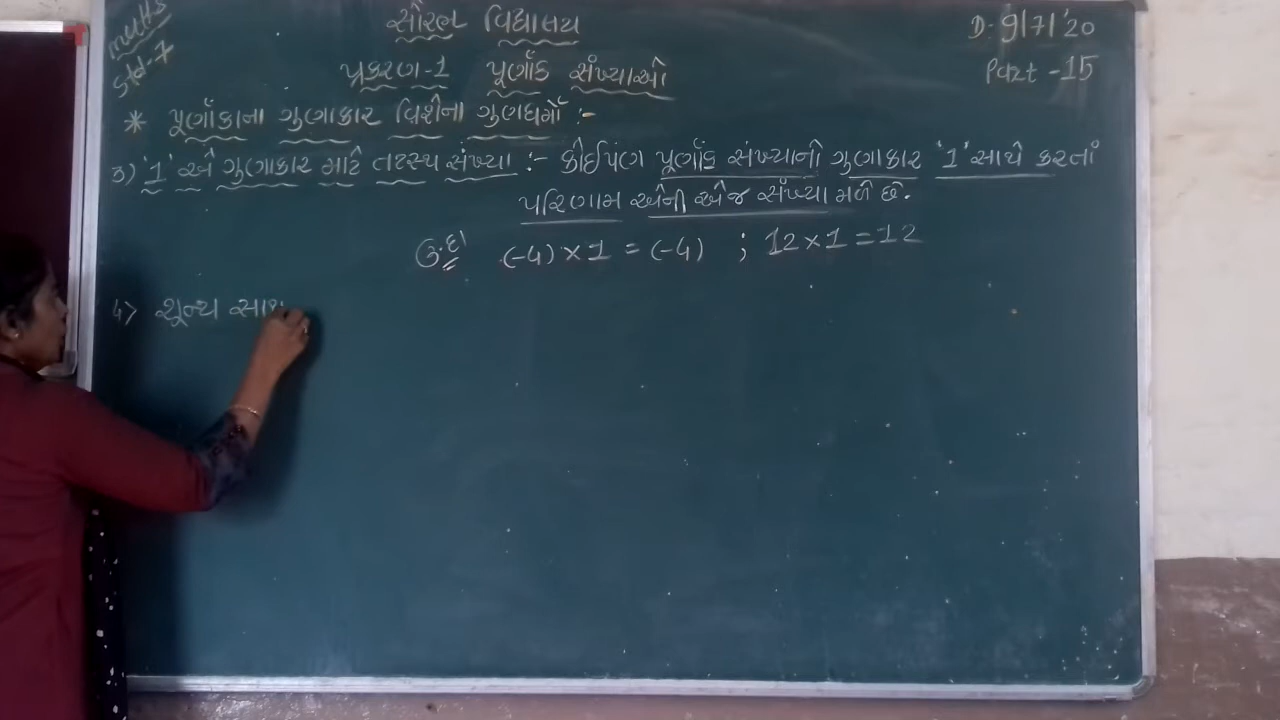 maths
Std-7
સૌરભ વિદ્યાલય
D-9/7/'20
પ્રકરણ-1 પૂર્ણાંક સંખ્યાઓ
Part -15
* પૂર્ણાંકોના ગુણાકાર વિશેના ગુણધર્મો :-
3) '1' એ ગુણાકાર માટે તટસ્થ સંખ્યા :- કોઈપણ પૂર્ણાંક સંખ્યાનો ગુણાકાર '1' સાથે કરતાં
પરિણામ એની એજ સંખ્યા મળે છે.
ઉ.દા (-4) × 1 = (-4) ; 12 × 1 = 12
4) શૂન્ય